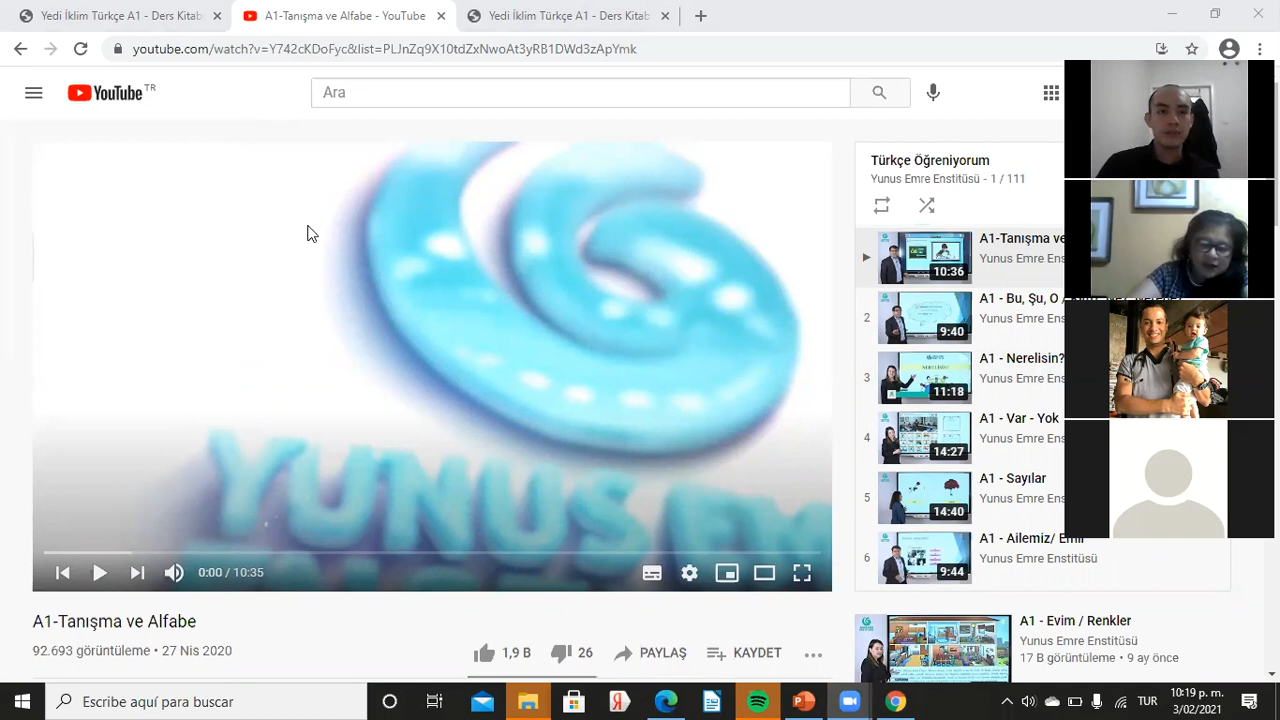 Yedi İklim Türkçe A1 - Ders Kitab
A1-Tanışma ve Alfabe - YouTube
Yedi İklim Türkçe A1 - Ders Kitab
youtube.com/watch?v=Y742cKDoFyc&list=PLJnZq9X10tdZxNwoAt3yRB1DWd3zApYmk
YouTube TR
Ara
Türkçe Öğreniyorum
Yunus Emre Enstitüsü - 1 / 111
A1-Tanışma ve
Yunus Emre Ens
10:36
2
A1 - Bu, Şu, O /
Yunus Emre Ens
9:40
3
A1 - Nerelisin?
Yunus Emre Ens
11:18
4
A1 - Var - Yok
Yunus Emre Ens
14:27
5
A1 - Sayılar
Yunus Emre Ens
14:40
6
A1 - Ailemiz/ Emir
Yunus Emre Enstitüsü
9:44
0:00 / 10:35
A1-Tanışma ve Alfabe
92.693 görüntüleme • 27 Nis 2020
1,9 B
26
PAYLAŞ
KAYDET
A1 - Evim / Renkler
Yunus Emre Enstitüsü
17 B görüntüleme • 9 ay önce
Escribe aquí para buscar
TUR
10:19 p. m.
3/02/2021